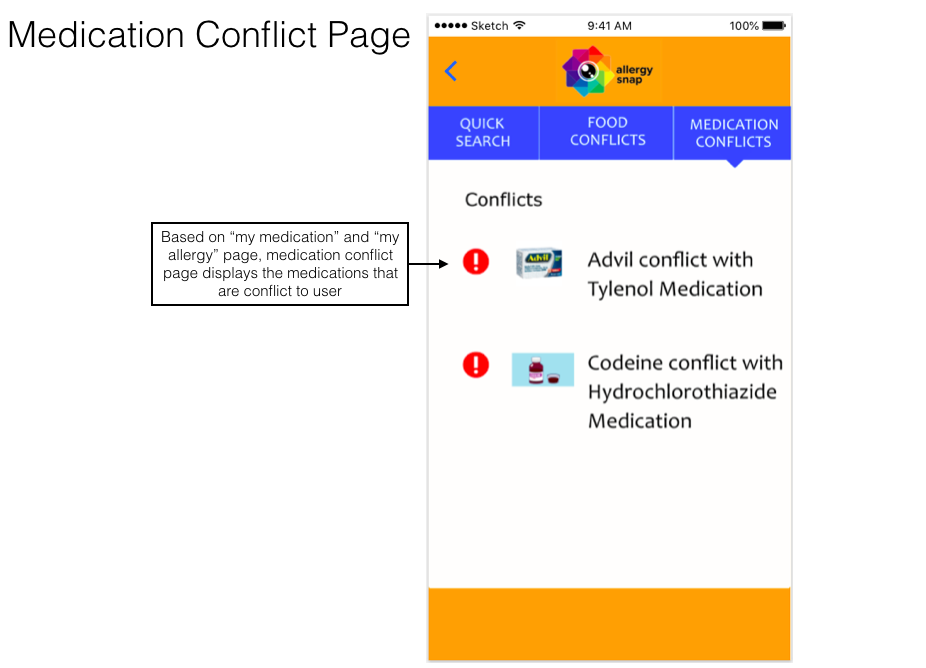 Medication Conflict Page
●●●●● Sketch 9:41 AM 100%
allergy
snap
QUICK
SEARCH
FOOD
CONFLICTS
MEDICATION
CONFLICTS
Conflicts
Based on “my medication” and “my
allergy” page, medication conflict
page displays the medications that
are conflict to user
Advil
Advil conflict with
Tylenol Medication
Codeine conflict with
Hydrochlorothiazide
Medication